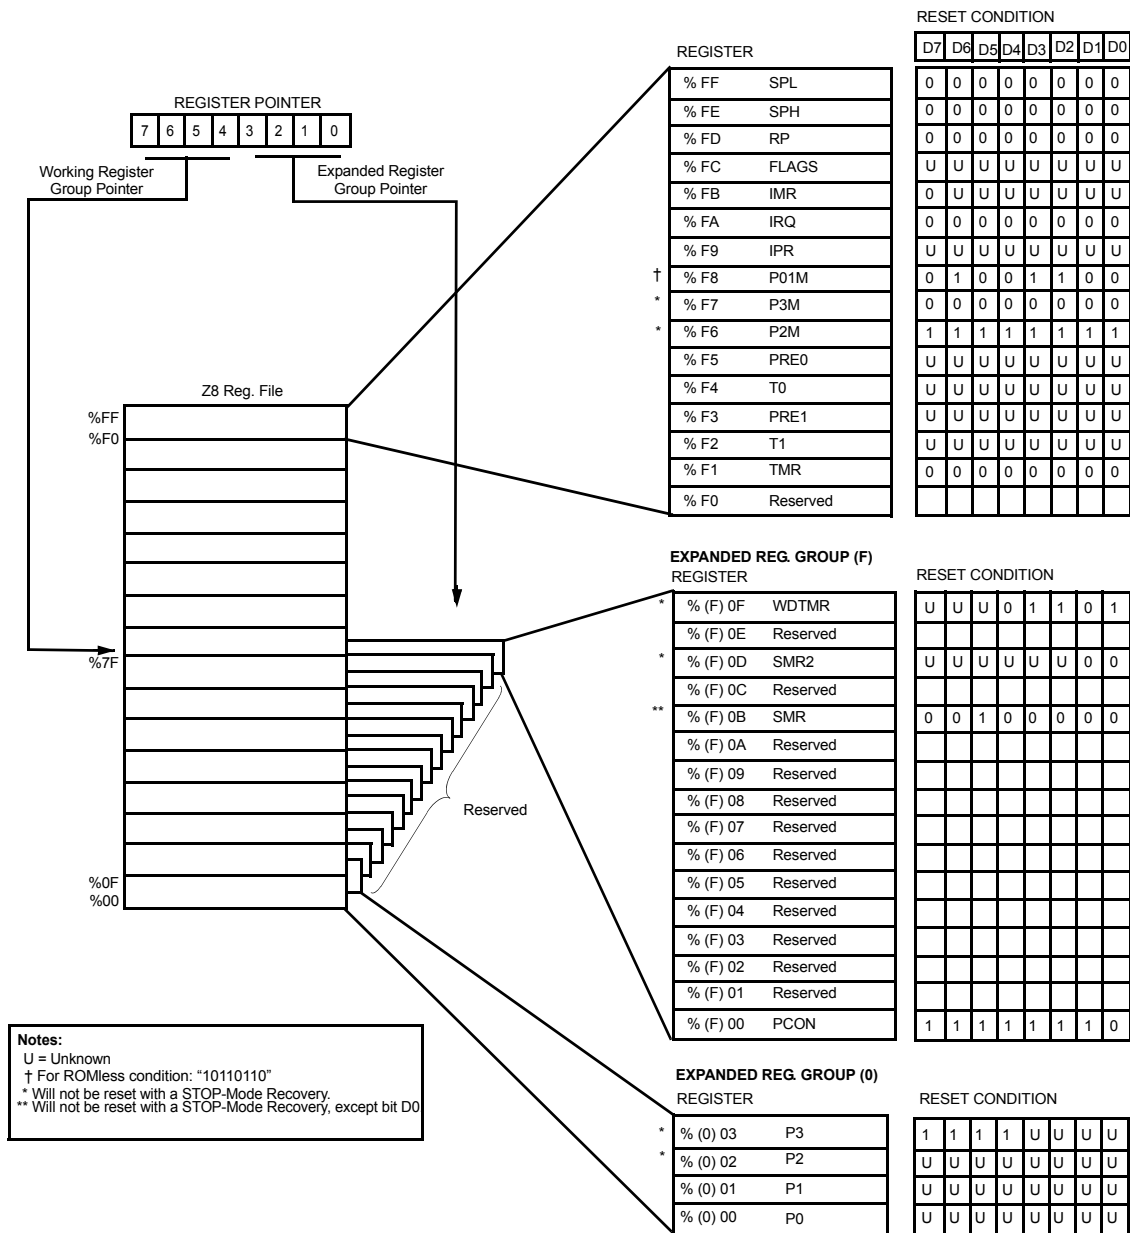 RESET CONDITION
D7 D6 D5 D4 D3 D2 D1 D0
REGISTER
% FF SPL 0 0 0 0 0 0 0 0
% FE SPH 0 0 0 0 0 0 0 0
% FD RP 0 0 0 0 0 0 0 0
% FC FLAGS U U U U U U U U
% FB IMR 0 U U U U U U U
% FA IRQ 0 0 0 0 0 0 0 0
% F9 IPR U U U U U U U U
† % F8 P01M 0 1 0 0 1 1 0 0
* % F7 P3M 0 0 0 0 0 0 0 0
* % F6 P2M 1 1 1 1 1 1 1 1
% F5 PRE0 U U U U U U U U
% F4 T0 U U U U U U U U
% F3 PRE1 U U U U U U U U
% F2 T1 U U U U U U U U
% F1 TMR 0 0 0 0 0 0 0 0
% F0 Reserved
REGISTER POINTER
7 6 5 4 3 2 1 0
Working Register
Group Pointer
Expanded Register
Group Pointer
Z8 Reg. File
%FF
%F0
%7F
%0F
%00
Reserved
EXPANDED REG. GROUP (F)
REGISTER
RESET CONDITION
* % (F) 0F WDTMR U U U 0 1 1 0 1
% (F) 0E Reserved
* % (F) 0D SMR2 U U U U U U 0 0
% (F) 0C Reserved
** % (F) 0B SMR 0 0 1 0 0 0 0 0
% (F) 0A Reserved
% (F) 09 Reserved
% (F) 08 Reserved
% (F) 07 Reserved
% (F) 06 Reserved
% (F) 05 Reserved
% (F) 04 Reserved
% (F) 03 Reserved
% (F) 02 Reserved
% (F) 01 Reserved
% (F) 00 PCON 1 1 1 1 1 1 1 0
Notes:
U = Unknown
† For ROMless condition: “10110110”
* Will not be reset with a STOP-Mode Recovery.
** Will not be reset with a STOP-Mode Recovery, except bit D0
EXPANDED REG. GROUP (0)
REGISTER
RESET CONDITION
* % (0) 03 P3 1 1 1 1 U U U U
* % (0) 02 P2 U U U U U U U U
% (0) 01 P1 U U U U U U U U
% (0) 00 P0 U U U U U U U U